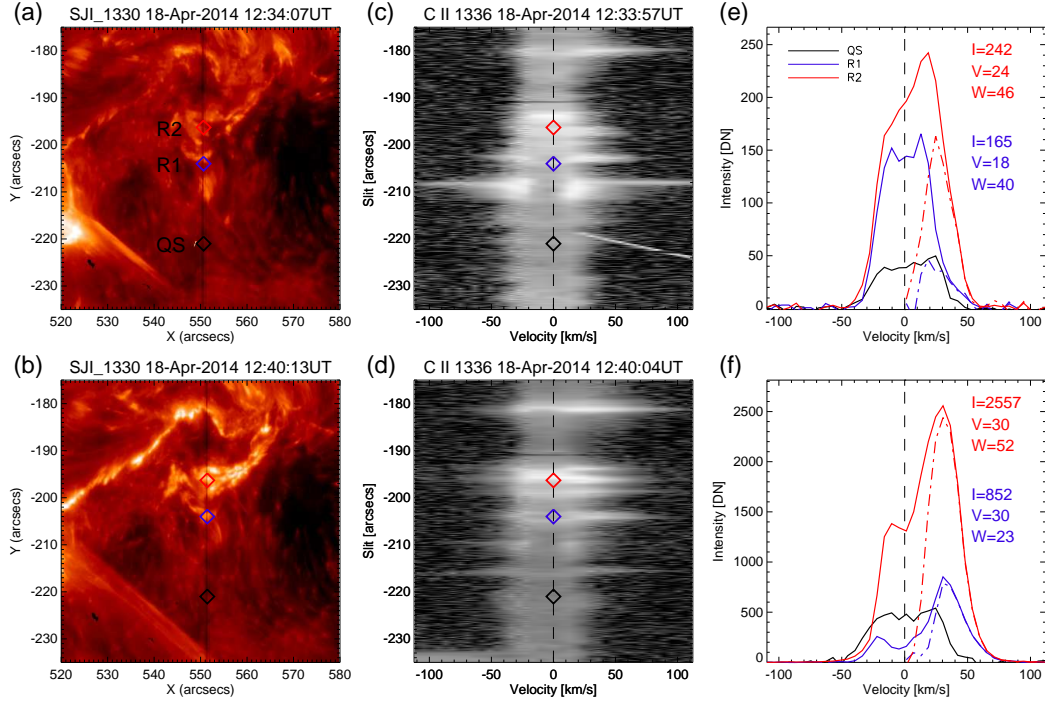 (a) SJI_1330 18-Apr-2014 12:34:07UT
-180
-190
-200
-210
-220
-230
Y (arcsecs)
R2
R1
QS
520 530 540 550 560 570 580
X (arcsecs)
(c) C II 1336 18-Apr-2014 12:33:57UT
-180
-190
-200
-210
-220
-230
Slit [arcsec]
-100 -50 0 50 100
Velocity [km/s]
(e)
250
200
150
100
50
0
Intensity [DN]
QS
R1
R2
I=242
V=24
W=46
I=165
V=18
W=40
-100 -50 0 50 100
Velocity [km/s]
(b) SJI_1330 18-Apr-2014 12:40:13UT
-180
-190
-200
-210
-220
-230
Y (arcsecs)
520 530 540 550 560 570 580
X (arcsecs)
(d) C II 1336 18-Apr-2014 12:40:04UT
-180
-190
-200
-210
-220
-230
Slit [arcsecs]
-100 -50 0 50 100
Velocity [km/s]
(f)
2500
2000
1500
1000
500
0
Intensity [DN]
I=2557
V=30
W=52
I=852
V=30
W=23
-100 -50 0 50 100
Velocity [km/s]